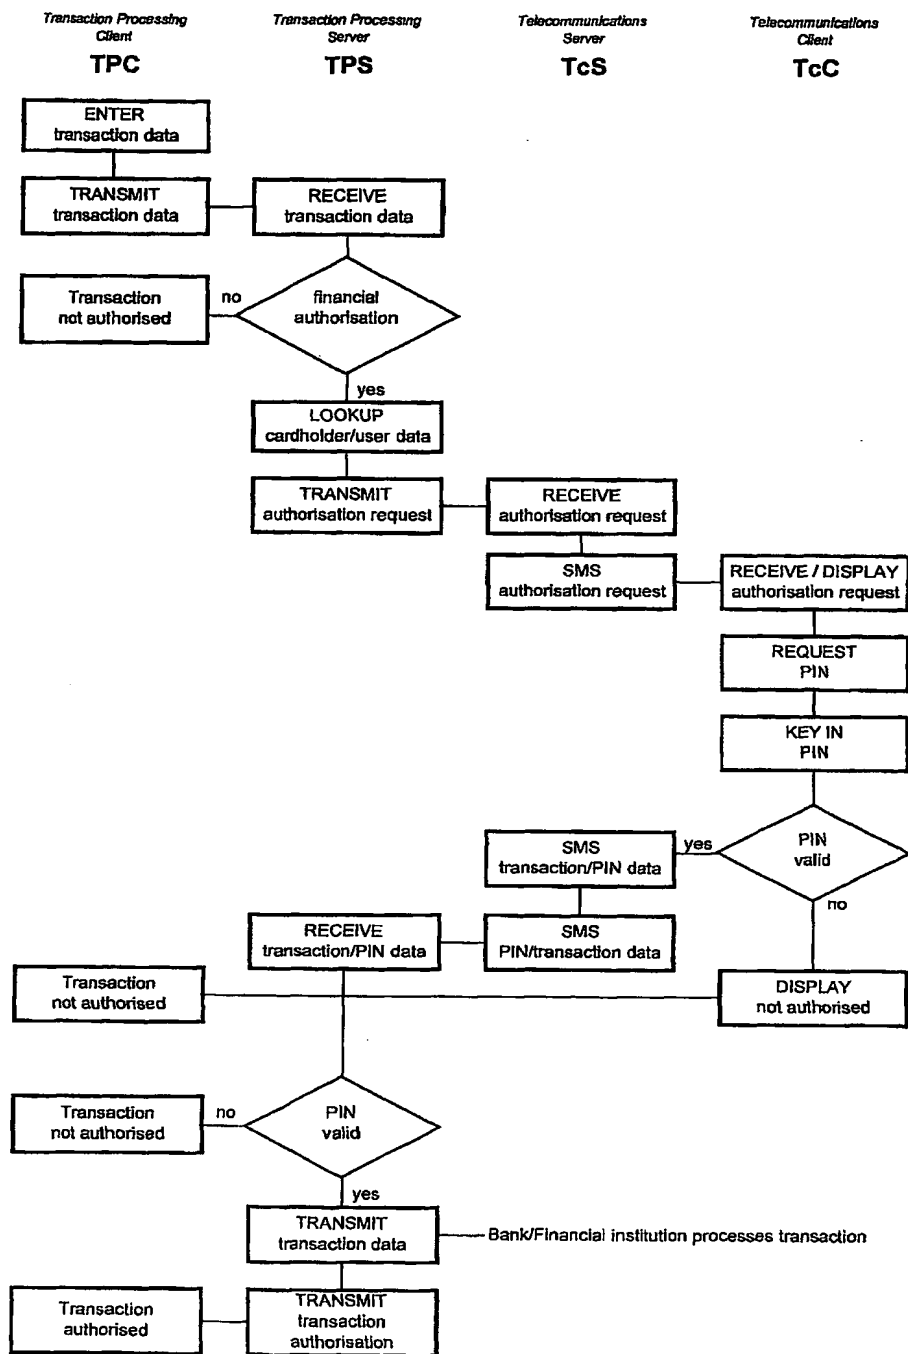 Transaction Processing
Client
TPC
Transaction Processing
Server
TPS
Telecommunications
Server
TcS
Telecommunications
Client
TcC
ENTER
transaction data
TRANSMIT
transaction data
RECEIVE
transaction data
Transaction
not authorised
no
financial
authorisation
yes
LOOKUP
cardholder/user data
TRANSMIT
authorisation request
RECEIVE
authorisation request
SMS
authorisation request
RECEIVE / DISPLAY
authorisation request
REQUEST
PIN
KEY IN
PIN
SMS
transaction/PIN data
yes
PIN
valid
no
RECEIVE
transaction/PIN data
SMS
PIN/transaction data
Transaction
not authorised
DISPLAY
not authorised
Transaction
not authorised
no
PIN
valid
yes
TRANSMIT
transaction data
Bank/Financial institution processes transaction
Transaction
authorised
TRANSMIT
transaction
authorisation